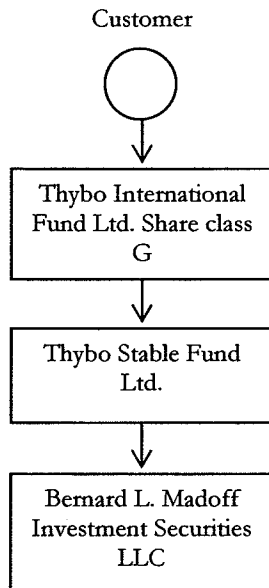 Customer
Thybo International
Fund Ltd. Share class
G
Thybo Stable Fund
Ltd.
Bernard L. Madoff
Investment Securities
LLC